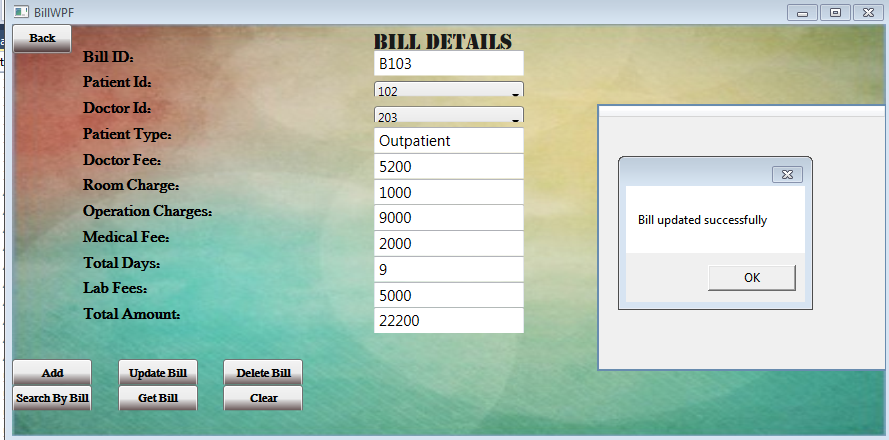 BillWPF
Back
BILL DETAILS
Bill ID: B103
Patient Id: 102
Doctor Id: 203
Patient Type: Outpatient
Doctor Fee: 5200
Room Charge: 1000
Operation Charges: 9000
Medical Fee: 2000
Total Days: 9
Lab Fees: 5000
Total Amount: 22200
Bill updated successfully
OK
Add Update Bill Delete Bill
Search By Bill Get Bill Clear